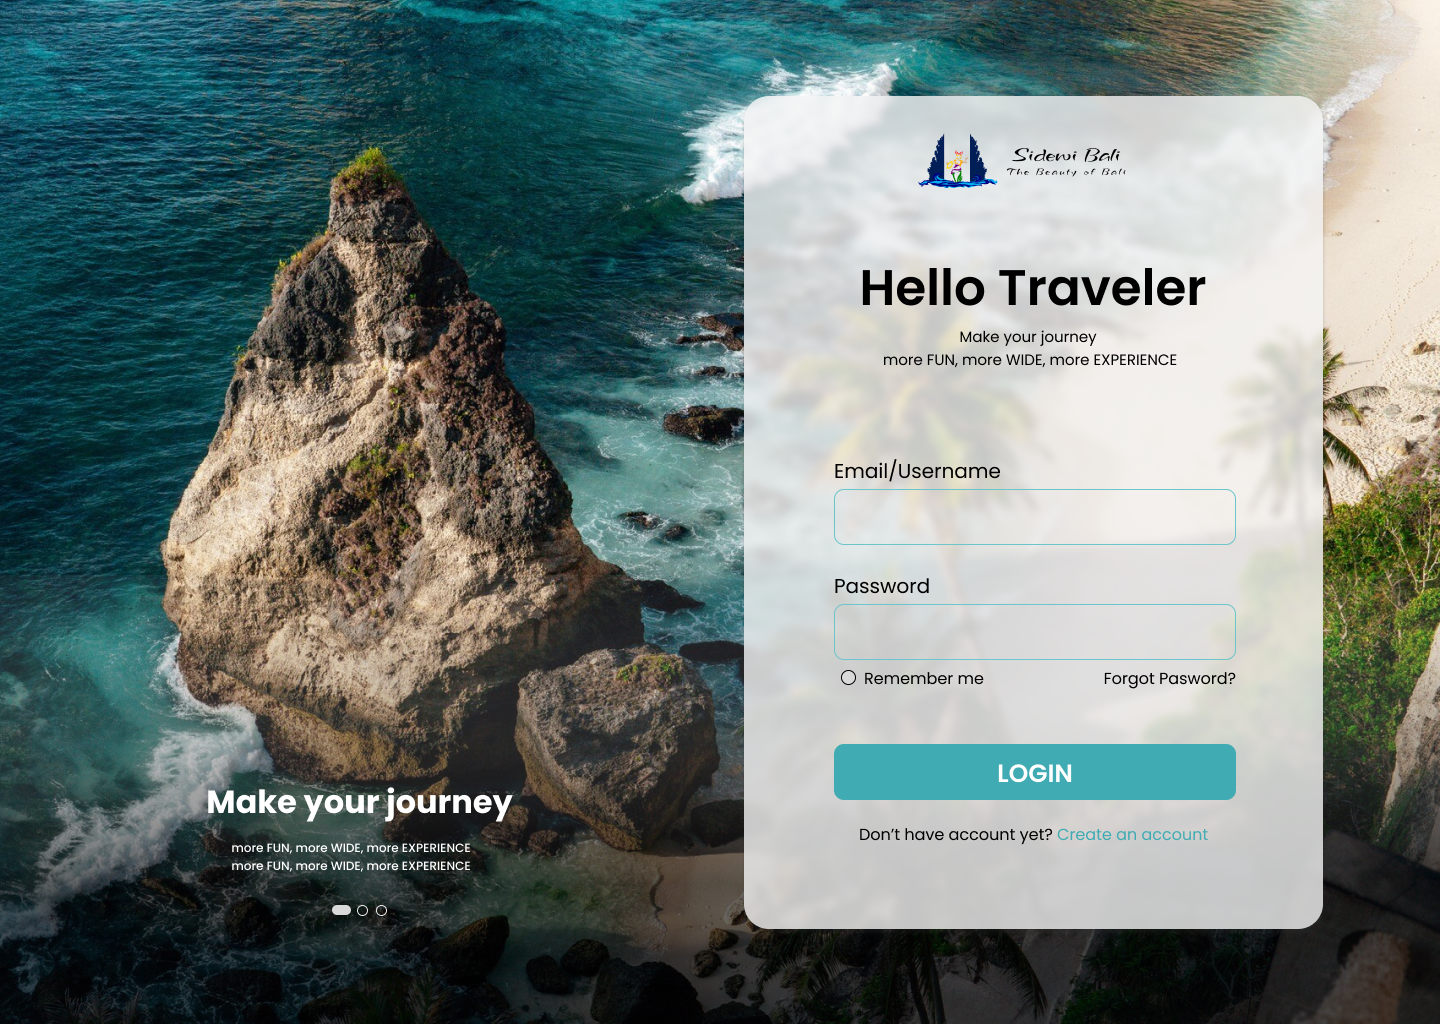 Sidewi Bali
The Beauty of Bali
Hello Traveler
Make your journey
more FUN, more WIDE, more EXPERIENCE
Email/Username
Password
Remember me
Forgot Pasword?
LOGIN
Don’t have account yet? Create an account
Make your journey
more FUN, more WIDE, more EXPERIENCE
more FUN, more WIDE, more EXPERIENCE